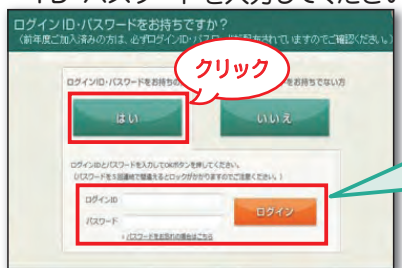 ログインID・パスワードをお持ちですか？
（前年度ご加入済みの方は、必ずログインID・パスワードが配布されていますのでご確認ください。）
クリック
ログインID・パスワードをお持ちの
をお持ちでない方
はい
いいえ
ログインIDとパスワードを入力してOKボタンを押してください。
（パスワードを5回連続で間違えるとロックがかかりますのでご注意ください。）
ログインID
パスワード
ログイン
› パスワードをお忘れの場合はこちら